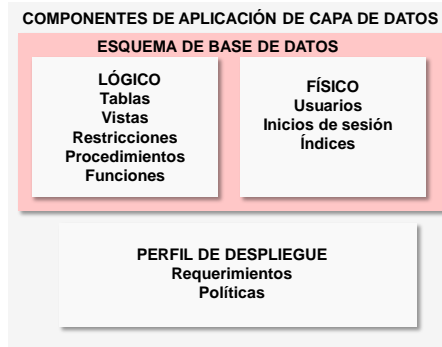 COMPONENTES DE APLICACIÓN DE CAPA DE DATOS
ESQUEMA DE BASE DE DATOS
LÓGICO
Tablas
Vistas
Restricciones
Procedimientos
Funciones
FÍSICO
Usuarios
Inicios de sesión
Índices
PERFIL DE DESPLIEGUE
Requerimientos
Políticas